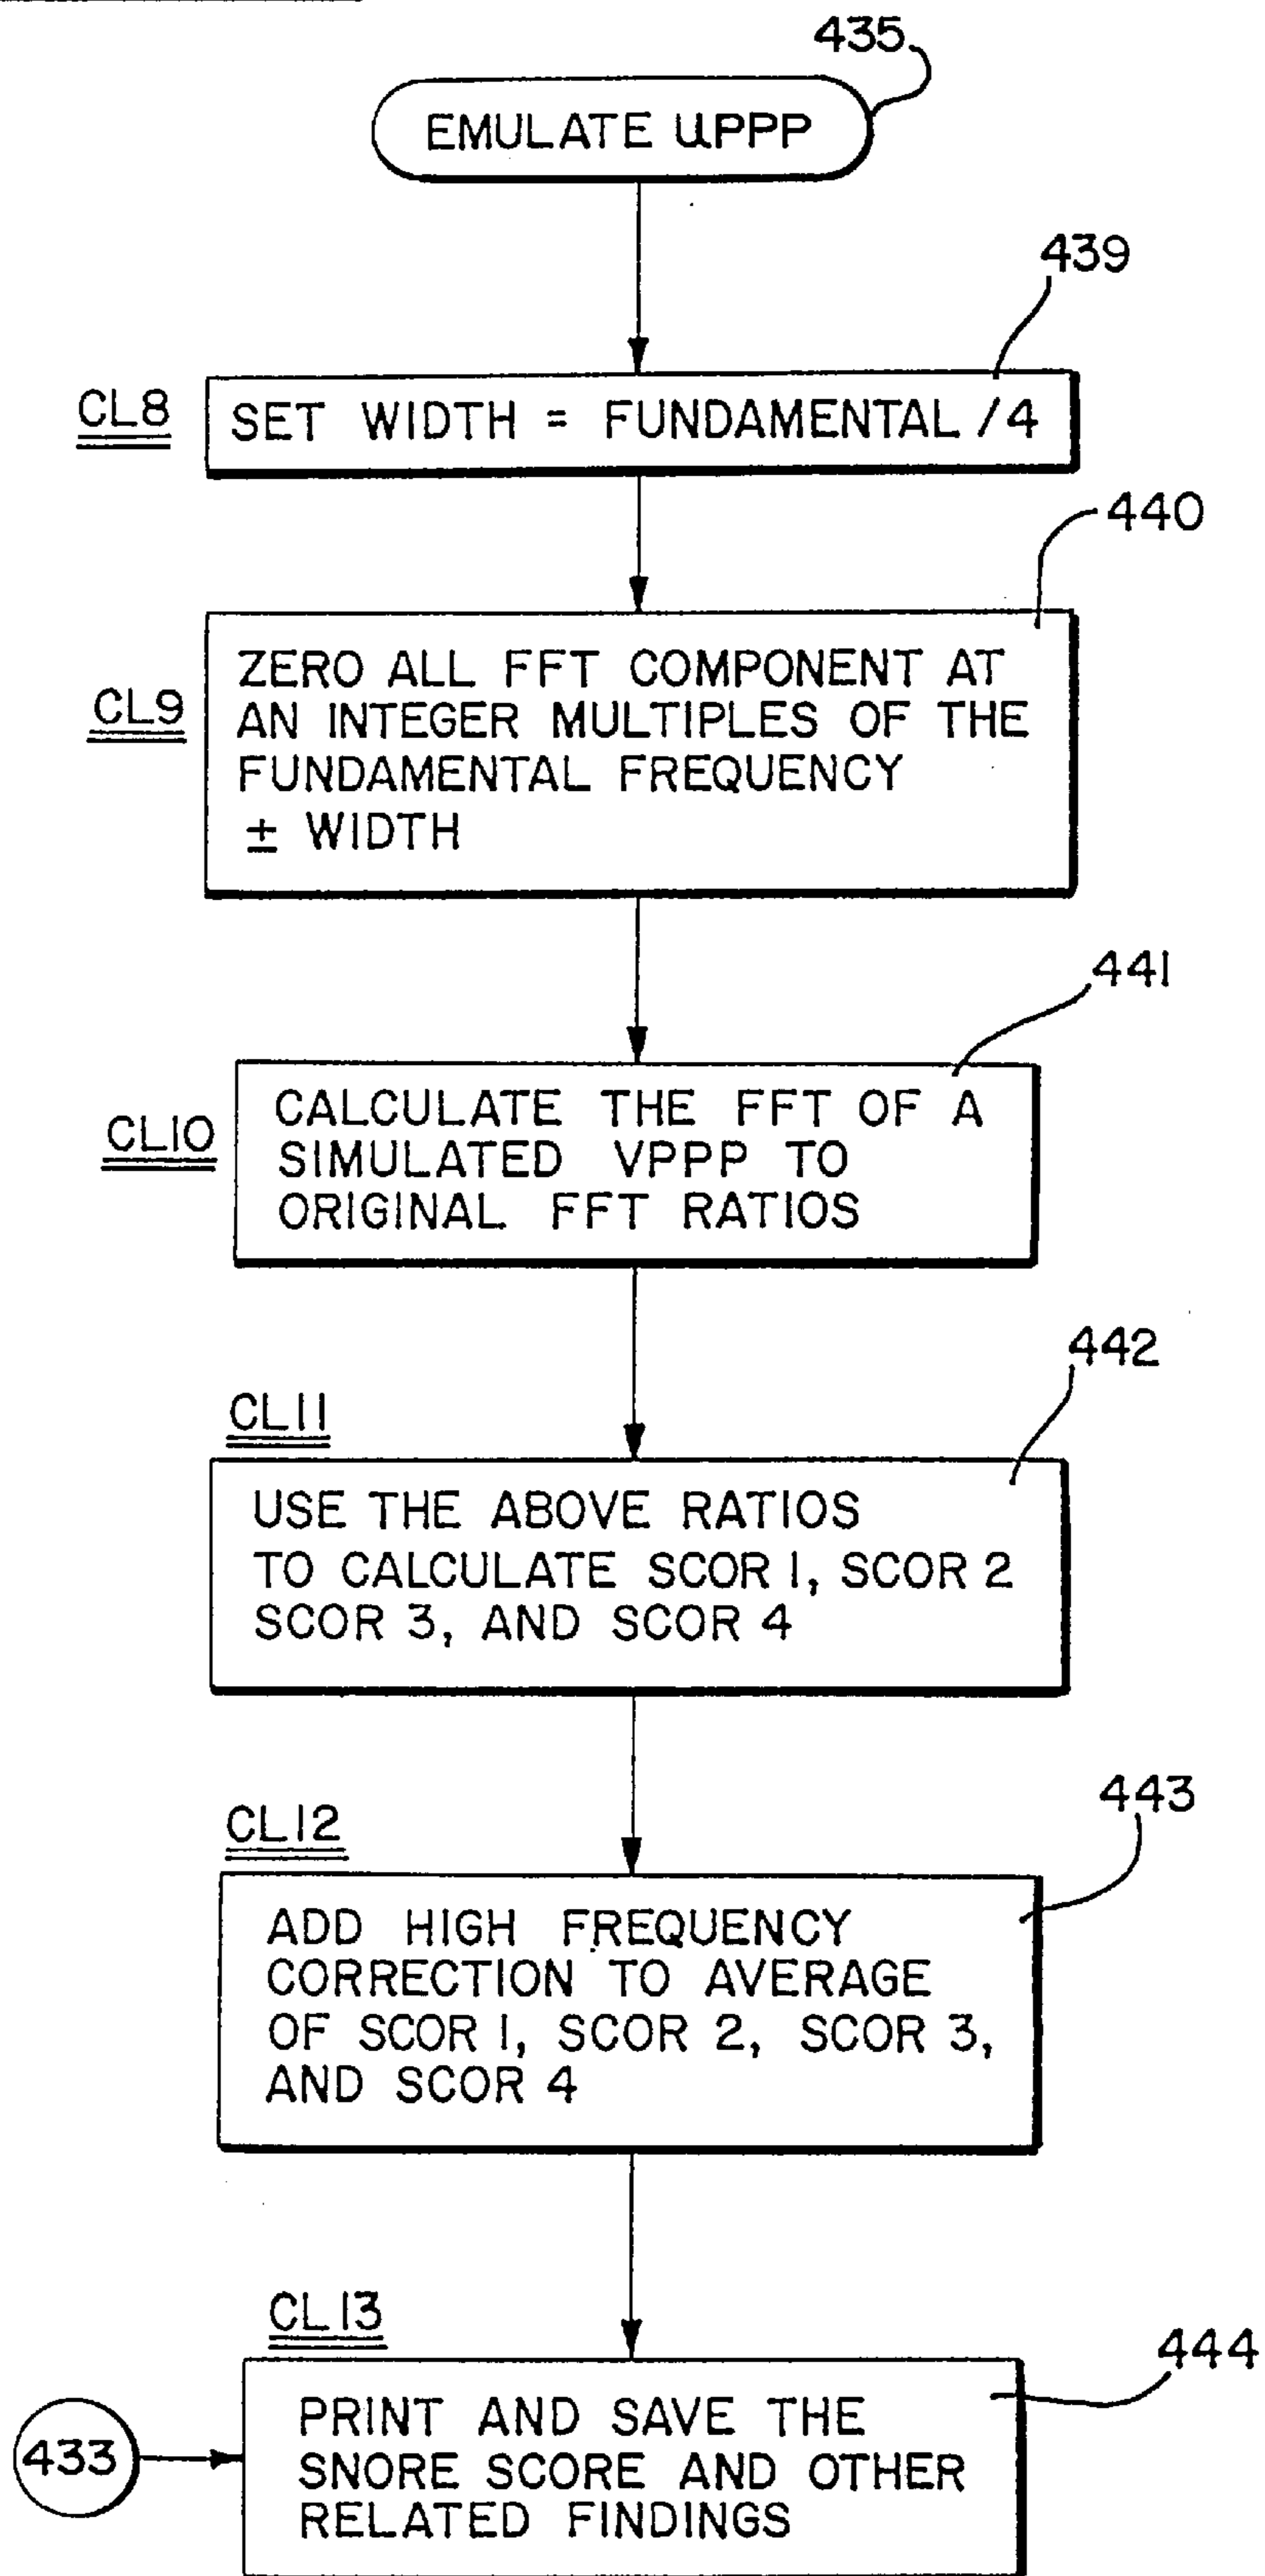 435
EMULATE UPPP
439
CL8
SET WIDTH = FUNDAMENTAL /4
440
CL9
ZERO ALL FFT COMPONENT AT
AN INTEGER MULTIPLES OF THE
FUNDAMENTAL FREQUENCY
± WIDTH
441
CL10
CALCULATE THE FFT OF A
SIMULATED VPPP TO
ORIGINAL FFT RATIOS
442
CL11
USE THE ABOVE RATIOS
TO CALCULATE SCOR 1, SCOR 2
SCOR 3, AND SCOR 4
443
CL12
ADD HIGH FREQUENCY
CORRECTION TO AVERAGE
OF SCOR 1, SCOR 2, SCOR 3,
AND SCOR 4
444
CL13
433
PRINT AND SAVE THE
SNORE SCORE AND OTHER
RELATED FINDINGS